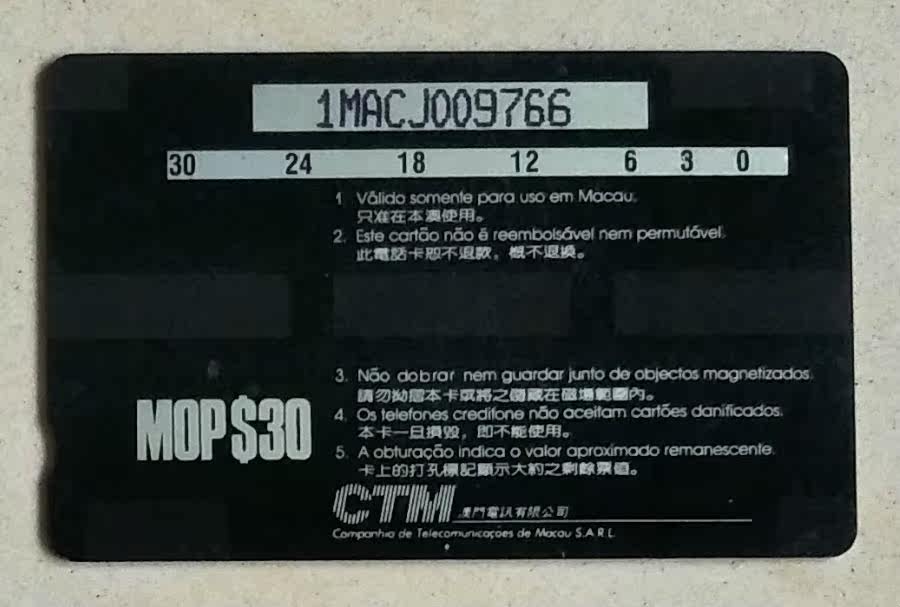 1MACJ009766
30 24 18 12 6 3 0
1. Válido somente para uso em Macau.
只准在本澳使用。
2. Este cartão não é reembolsável nem permutável.
此電話卡恕不退款，概不退換。
3. Não dobrar nem guardar junto de objectos magnetizados.
請勿拗摺本卡或將之儲藏在磁場範圍內。
4. Os telefones credifone não aceitam cartões danificados.
本卡一旦損毀，即不能使用。
5. A obturação indica o valor aproximado remanescente.
卡上的打孔標記顯示大約之剩餘票值。
MOP$30
CTM 澳門電訊有限公司
Companhia de Telecomunicações de Macau S.A.R.L.